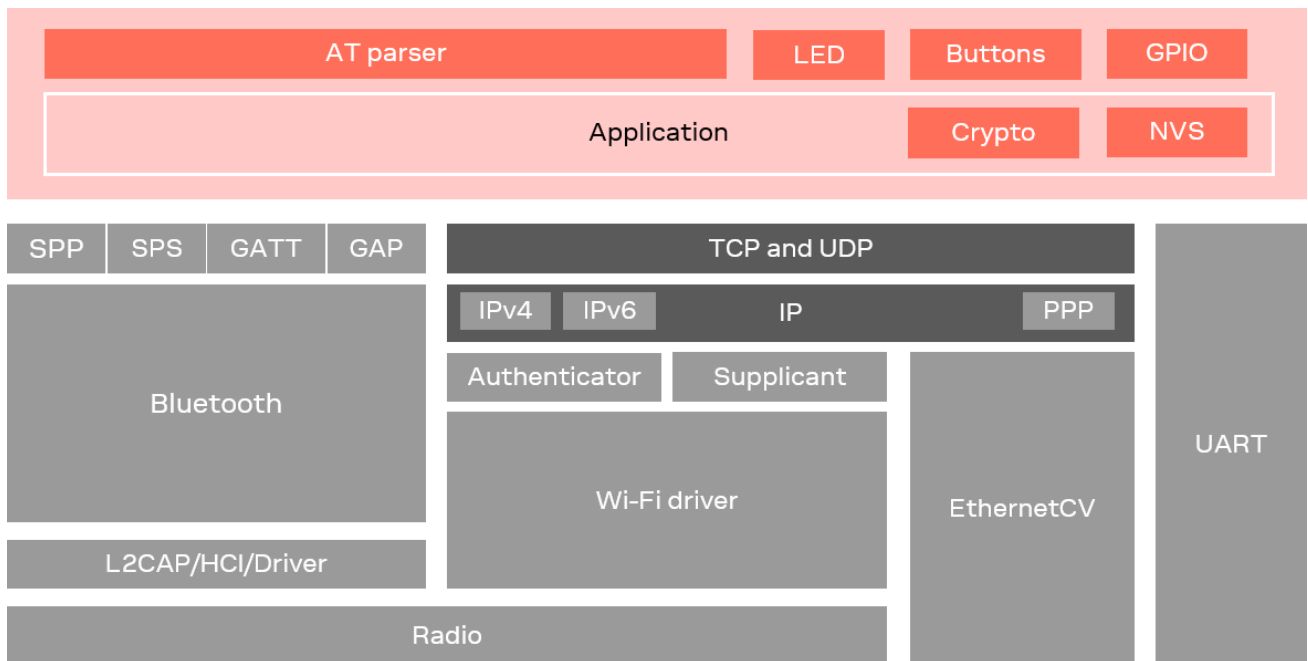 AT parser
LED
Buttons
GPIO
Application
Crypto
NVS
SPP
SPS
GATT
GAP
TCP and UDP
IPv4
IPv6
IP
PPP
Authenticator
Supplicant
Bluetooth
UART
Wi-Fi driver
EthernetCV
L2CAP/HCI/Driver
Radio